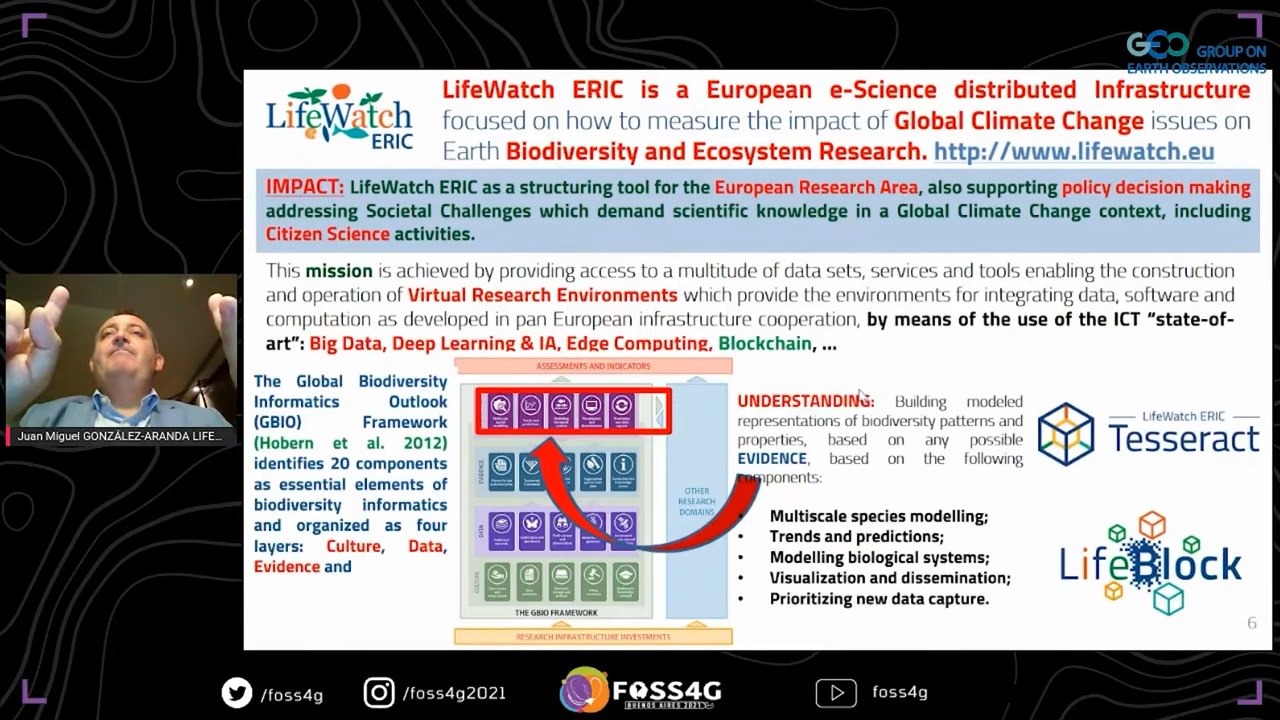 GEO GROUP ON
EARTH OBSERVATIONS
LifeWatch
ERIC
LifeWatch ERIC is a European e-Science distributed Infrastructure
focused on how to measure the impact of Global Climate Change issues on
Earth Biodiversity and Ecosystem Research. http://www.lifewatch.eu
IMPACT: LifeWatch ERIC as a structuring tool for the European Research Area, also supporting policy decision making
addressing Societal Challenges which demand scientific knowledge in a Global Climate Change context, including
Citizen Science activities.
This mission is achieved by providing access to a multitude of data sets, services and tools enabling the construction
and operation of Virtual Research Environments which provide the environments for integrating data, software and
computation as developed in pan European infrastructure cooperation, by means of the use of the ICT “state-of-
art”: Big Data, Deep Learning & IA, Edge Computing, Blockchain, ...
Juan Miguel GONZÁLEZ-ARANDA LIFE...
The Global Biodiversity
Informatics Outlook
(GBIO) Framework
(Hobern et al. 2012)
identifies 20 components
as essential elements of
biodiversity informatics
and organized as four
layers: Culture, Data,
Evidence and
ASSESSMENTS AND INDICATORS
EVIDENCE
DATA
CULTURE
OTHER
RESEARCH
DOMAINS
THE GBIO FRAMEWORK
RESEARCH INFRASTRUCTURE INVESTMENTS
UNDERSTANDING: Building modeled
representations of biodiversity patterns and
properties, based on any possible
EVIDENCE, based on the following
components:
• Multiscale species modelling;
• Trends and predictions;
• Modelling biological systems;
• Visualization and dissemination;
• Prioritizing new data capture.
LifeWatch ERIC
Tesseract
LifeBlock
6
/foss4g
/foss4g2021
FOSS4G
BUENOS AIRES 2021
foss4g